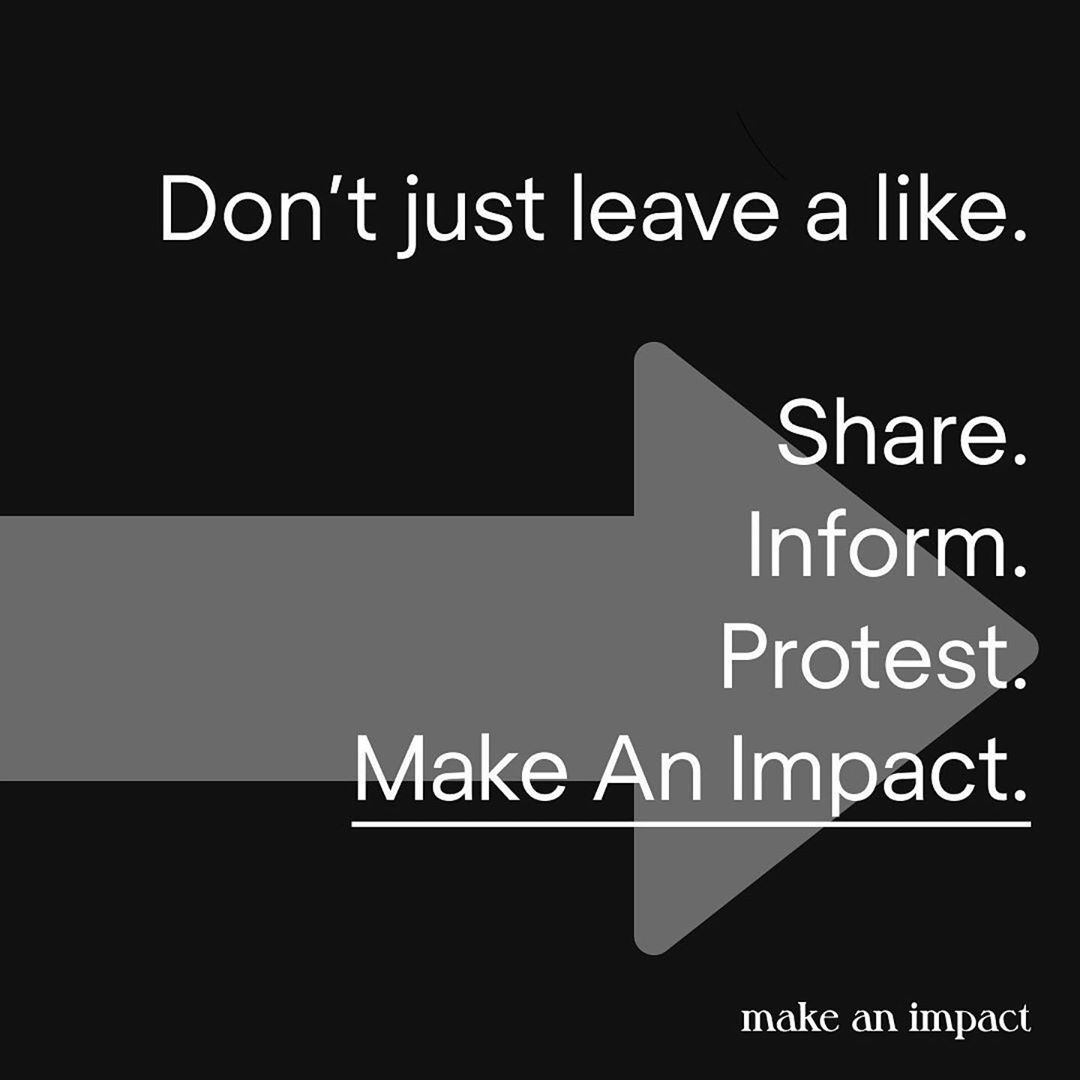 Don’t just leave a like.
Share.
Inform.
Protest.
Make An Impact.
make an impact